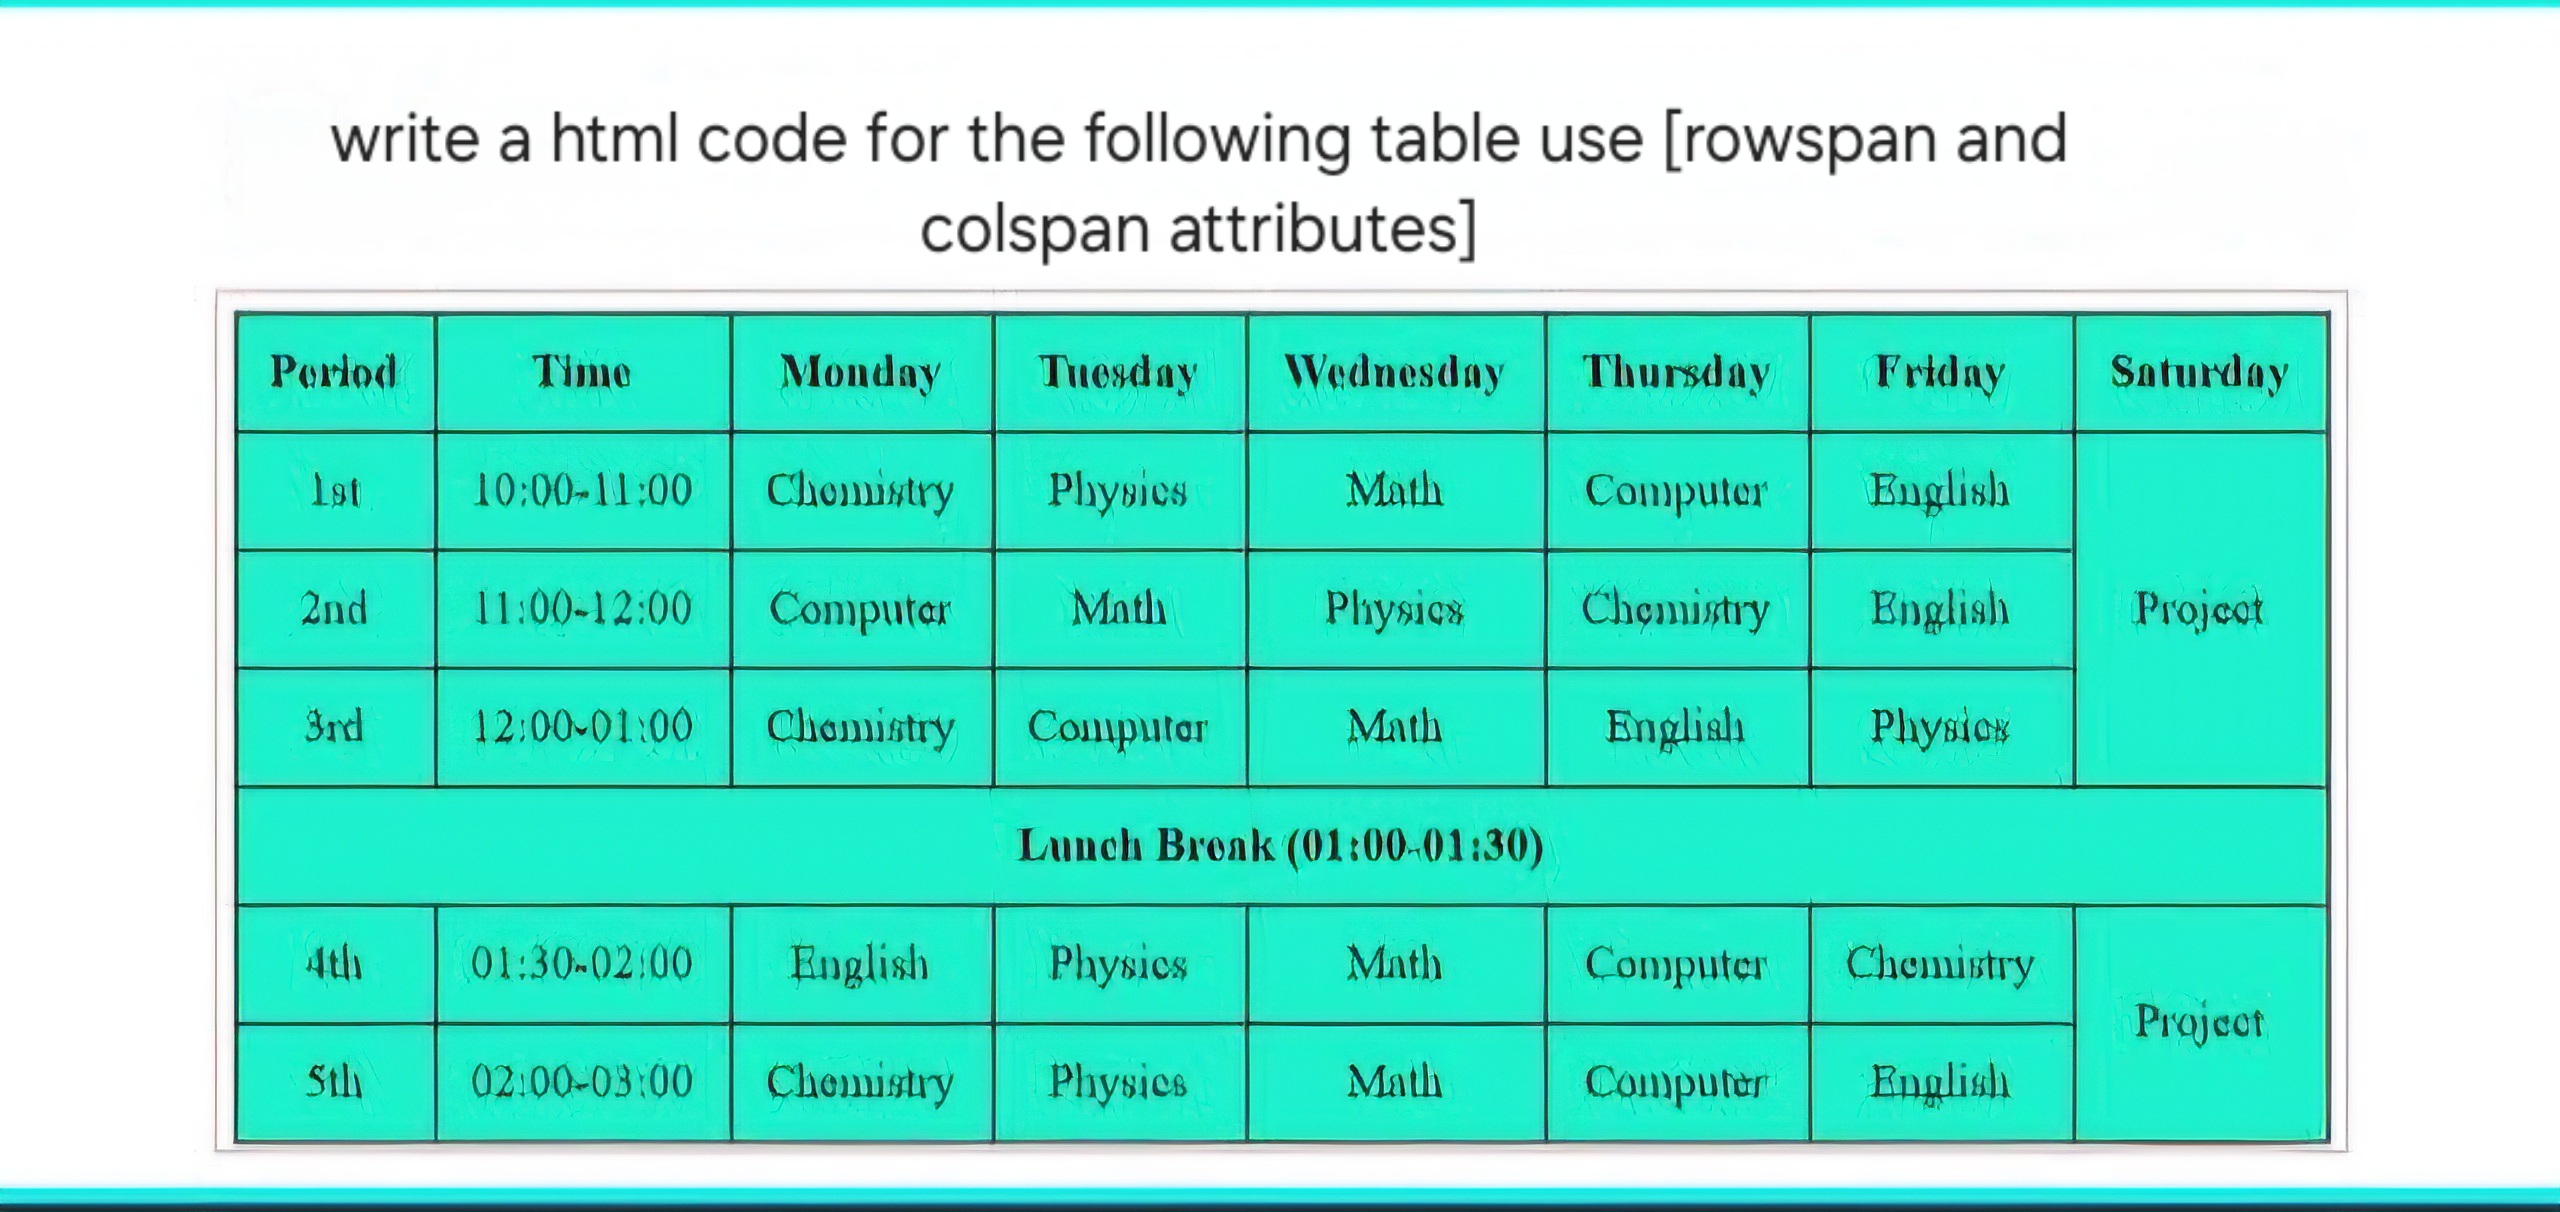 write a html code for the following table use [rowspan and
colspan attributes]
Period Time Monday Tuesday Wednesday Thursday Friday Saturday
1st 10:00-11:00 Chemistry Physics Math Computer English
2nd 11:00-12:00 Computer Math Physics Chemistry English Project
3rd 12:00-01:00 Chemistry Computer Math English Physics
Lunch Break (01:00-01:30)
4th 01:30-02:00 English Physics Math Computer Chemistry
Project
5th 02:00-03:00 Chemistry Physics Math Computer English